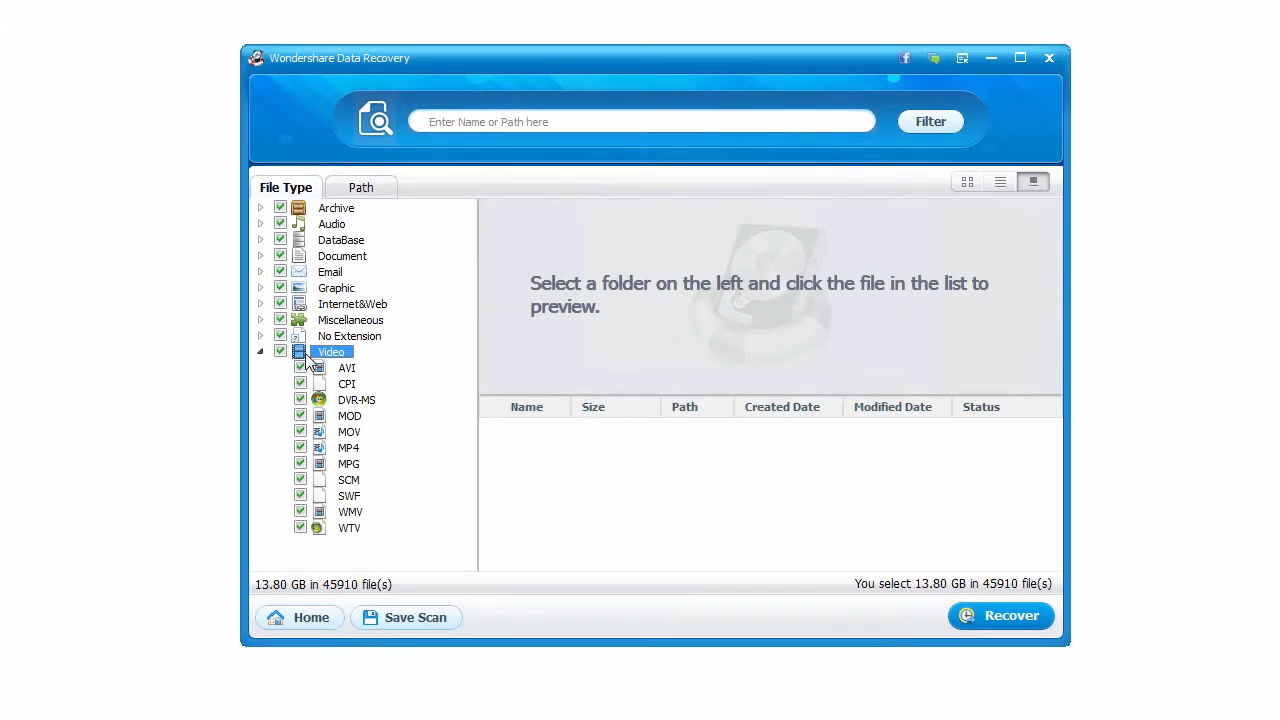 Wondershare Data Recovery
Enter Name or Path here
Filter
File Type
Path
Archive
Audio
DataBase
Document
Email
Graphic
Internet&Web
Miscellaneous
No Extension
Video
AVI
CPI
DVR-MS
MOD
MOV
MP4
MPG
SCM
SWF
WMV
WTV
Select a folder on the left and click the file in the list to
preview.
Name Size Path Created Date Modified Date Status
13.80 GB in 45910 file(s)
You select 13.80 GB in 45910 file(s)
Home
Save Scan
Recover